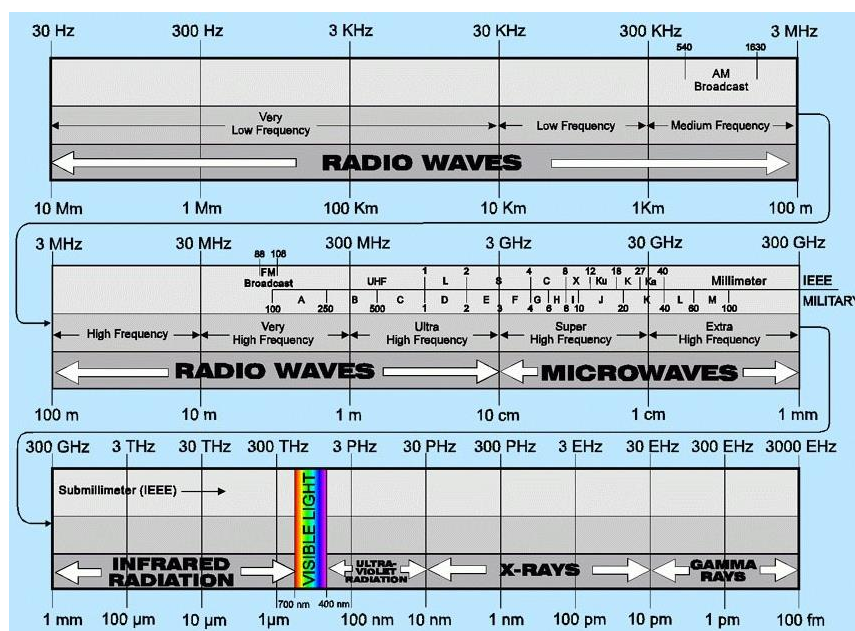 30 Hz 300 Hz 3 KHz 30 KHz 300 KHz 3 MHz
540 1630
AM
Broadcast
Very
Low Frequency
Low Frequency
Medium Frequency
RADIO WAVES
10 Mm 1 Mm 100 Km 10 Km 1Km 100 m
3 MHz 30 MHz 300 MHz 3 GHz 30 GHz 300 GHz
88 108
FM
Broadcast
UHF 1 L 2 S 4 C 8 X 12 Ku 18 K 27 Ka 40 Millimeter IEEE
A B C D E F G H I J K L M MILITARY
100 250 500 1 2 3 4 6 8 10 20 40 60 100
High Frequency
Very
High Frequency
Ultra
High Frequency
Super
High Frequency
Extra
High Frequency
RADIO WAVES MICROWAVES
100 m 10 m 1 m 10 cm 1 cm 1 mm
300 GHz 3 THz 30 THz 300 THz 3 PHz 30 PHz 300 PHz 3 EHz 30 EHz 300 EHz 3000 EHz
Submillimeter (IEEE)
VISIBLE LIGHT
INFRARED
RADIATION
ULTRA-
VIOLET
RADIATION
X-RAYS
GAMMA
RAYS
700 nm 400 nm
1 mm 100 µm 10 µm 1µm 100 nm 10 nm 1 nm 100 pm 10 pm 1 pm 100 fm